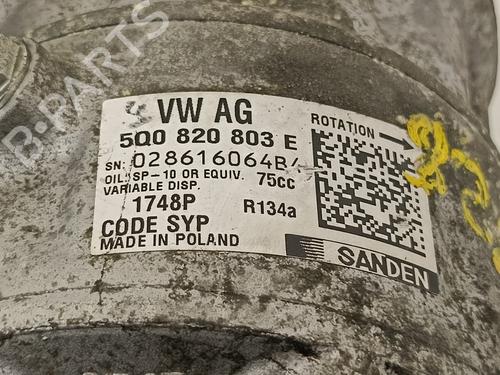 VW AG
5Q0 820 803 E
ROTATION
SN: 028616064B4
OIL: SP-10 OR EQUIV. 75cc
VARIABLE DISP.
1748P R134a
CODE SYP
MADE IN POLAND
SANDEN
B-PARTS